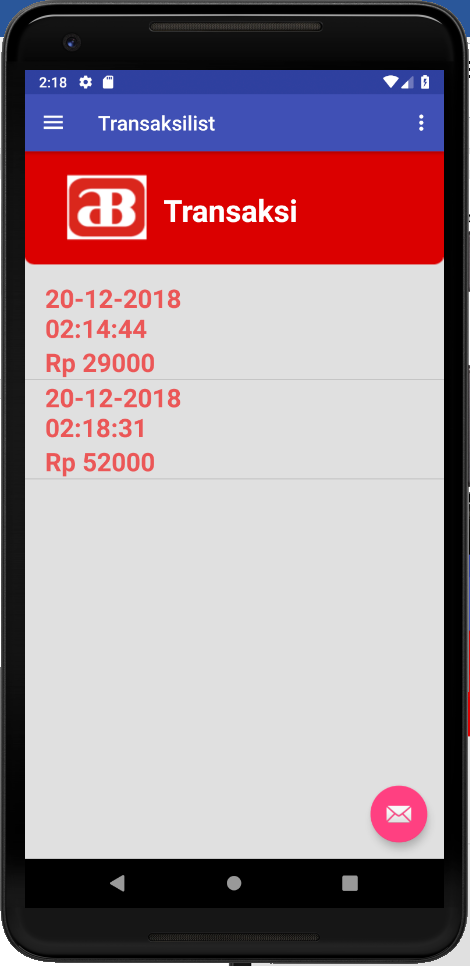 2:18
Transaksilist
aB Transaksi
20-12-2018
02:14:44
Rp 29000
20-12-2018
02:18:31
Rp 52000